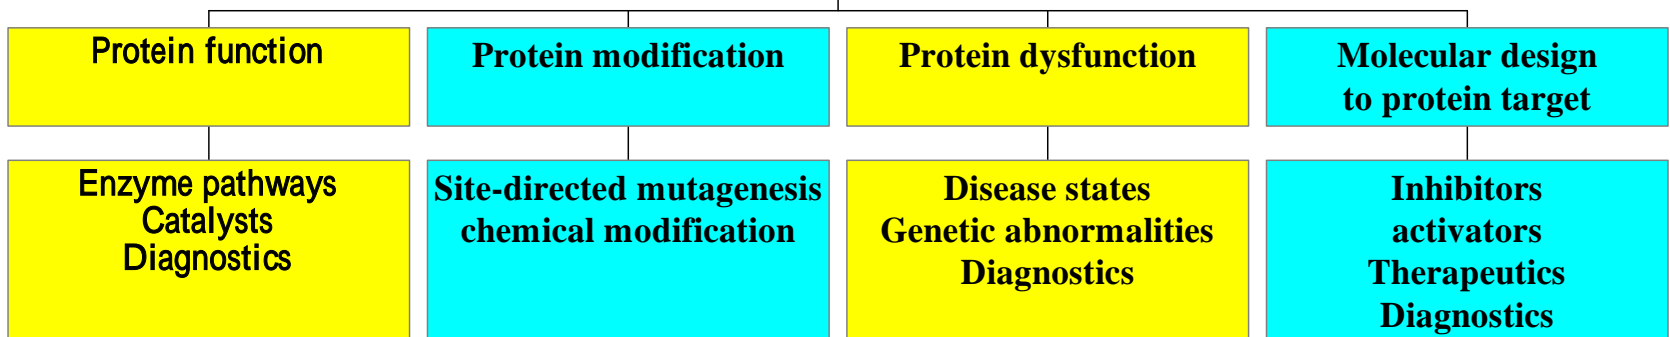 Protein function
Protein modification
Protein dysfunction
Molecular design
to protein target
Enzyme pathways
Catalysts
Diagnostics
Site-directed mutagenesis
chemical modification
Disease states
Genetic abnormalities
Diagnostics
Inhibitors
activators
Therapeutics
Diagnostics